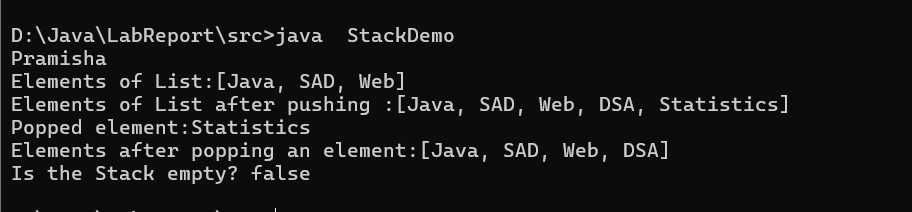 D:\Java\LabReport\src>java  StackDemo
Pramisha
Elements of List:[Java, SAD, Web]
Elements of List after pushing :[Java, SAD, Web, DSA, Statistics]
Popped element:Statistics
Elements after popping an element:[Java, SAD, Web, DSA]
Is the Stack empty? false